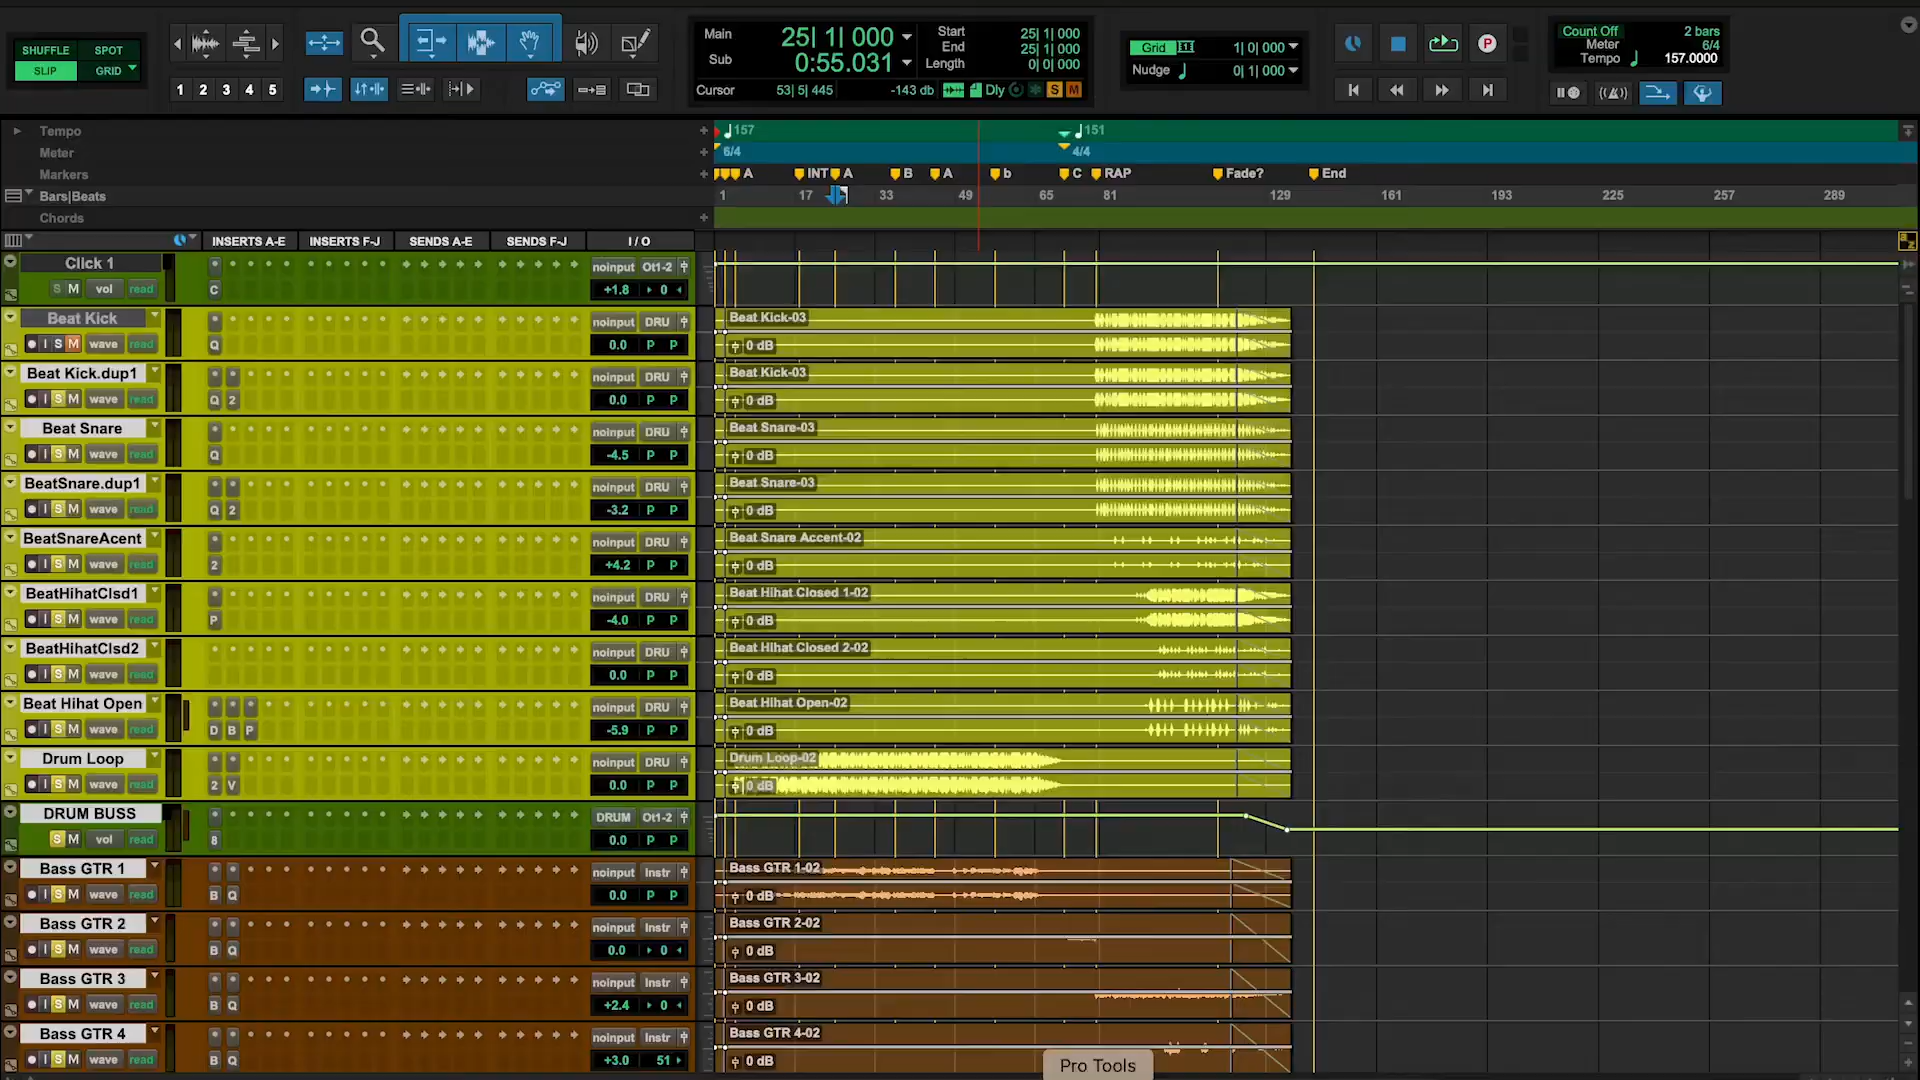 SHUFFLE SPOT
SLIP GRID
1 2 3 4 5
Main 25| 1| 000
Sub 0:55.031
Start 25| 1| 000
End 25| 1| 000
Length 0| 0| 000
Cursor 53| 5| 445 -143 db Dly S M
Grid 1| 0| 000
Nudge 0| 1| 000
P
Count Off 2 bars
Meter 6/4
Tempo 157.0000
Tempo 157 151
Meter 6/4 4/4
Markers A INT A B A b C RAP Fade? End
Bars|Beats 1 17 33 49 65 81 129 161 193 225 257 289
Chords
INSERTS A-E INSERTS F-J SENDS A-E SENDS F-J I / O
Click 1 noinput Ot1-2
S M vol read C +1.8 0
Beat Kick noinput DRU Beat Kick-03
I S M wave read Q 0.0 P P 0 dB
Beat Kick.dup1 noinput DRU Beat Kick-03
I S M wave read Q 2 0.0 P P 0 dB
Beat Snare noinput DRU Beat Snare-03
I S M wave read Q -4.5 P P 0 dB
BeatSnare.dup1 noinput DRU Beat Snare-03
I S M wave read Q 2 -3.2 P P 0 dB
BeatSnareAcent noinput DRU Beat Snare Accent-02
I S M wave read 2 +4.2 P P 0 dB
BeatHihatClsd1 noinput DRU Beat Hihat Closed 1-02
I S M wave read P -4.0 P P 0 dB
BeatHihatClsd2 noinput DRU Beat Hihat Closed 2-02
I S M wave read 0.0 P P 0 dB
Beat Hihat Open noinput DRU Beat Hihat Open-02
I S M wave read D B P -5.9 P P 0 dB
Drum Loop noinput DRU Drum Loop-02
I S M wave read 2 V 0.0 P P 0 dB
DRUM BUSS DRUM Ot1-2
S M vol read 8 0.0 P P
Bass GTR 1 noinput Instr Bass GTR 1-02
I S M wave read B Q 0.0 P P 0 dB
Bass GTR 2 noinput Instr Bass GTR 2-02
I S M wave read B Q 0.0 0 0 dB
Bass GTR 3 noinput Instr Bass GTR 3-02
I S M wave read B Q +2.4 0 0 dB
Bass GTR 4 noinput Instr Bass GTR 4-02
I S M wave read B Q +3.0 51 0 dB
Pro Tools